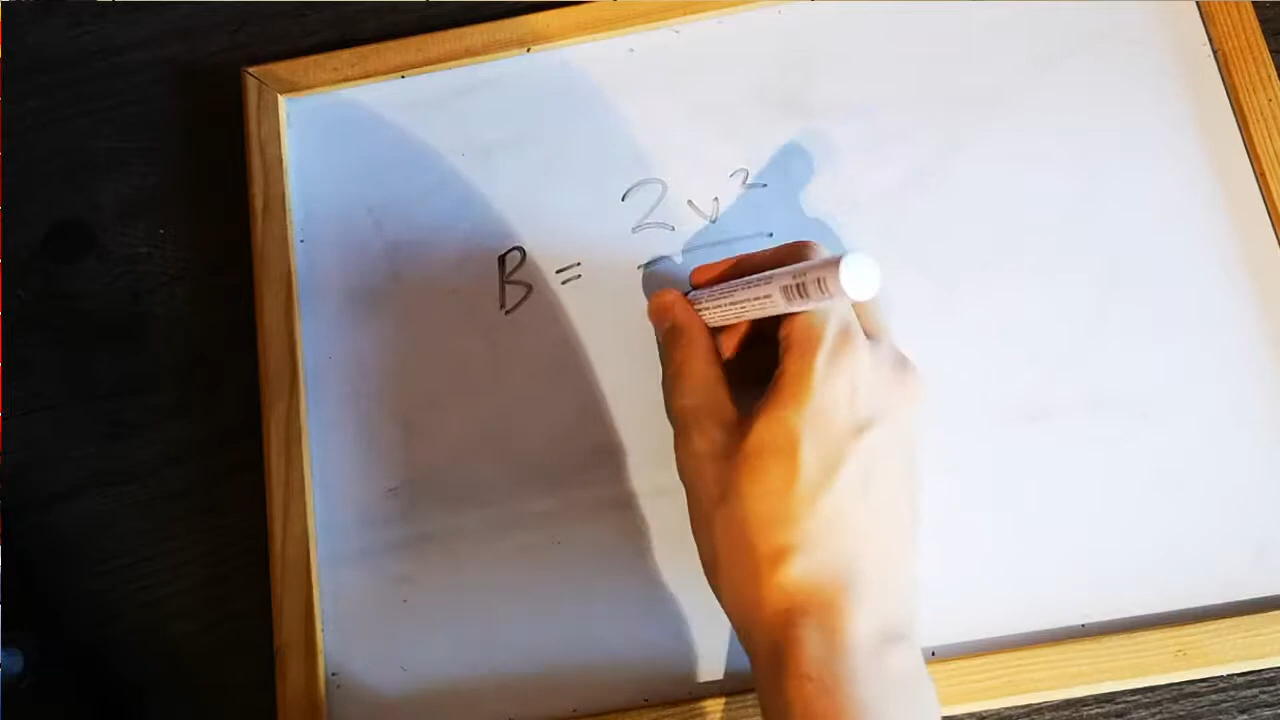 B = 2v²